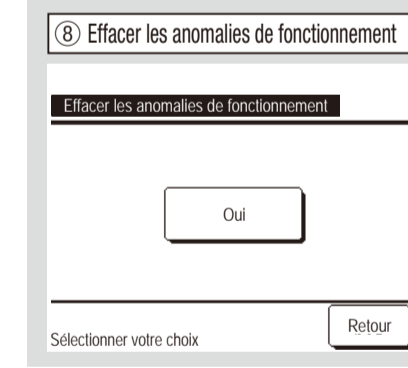 ⑧ Effacer les anomalies de fonctionnement
Effacer les anomalies de fonctionnement
Oui
Sélectionner votre choix
Retour